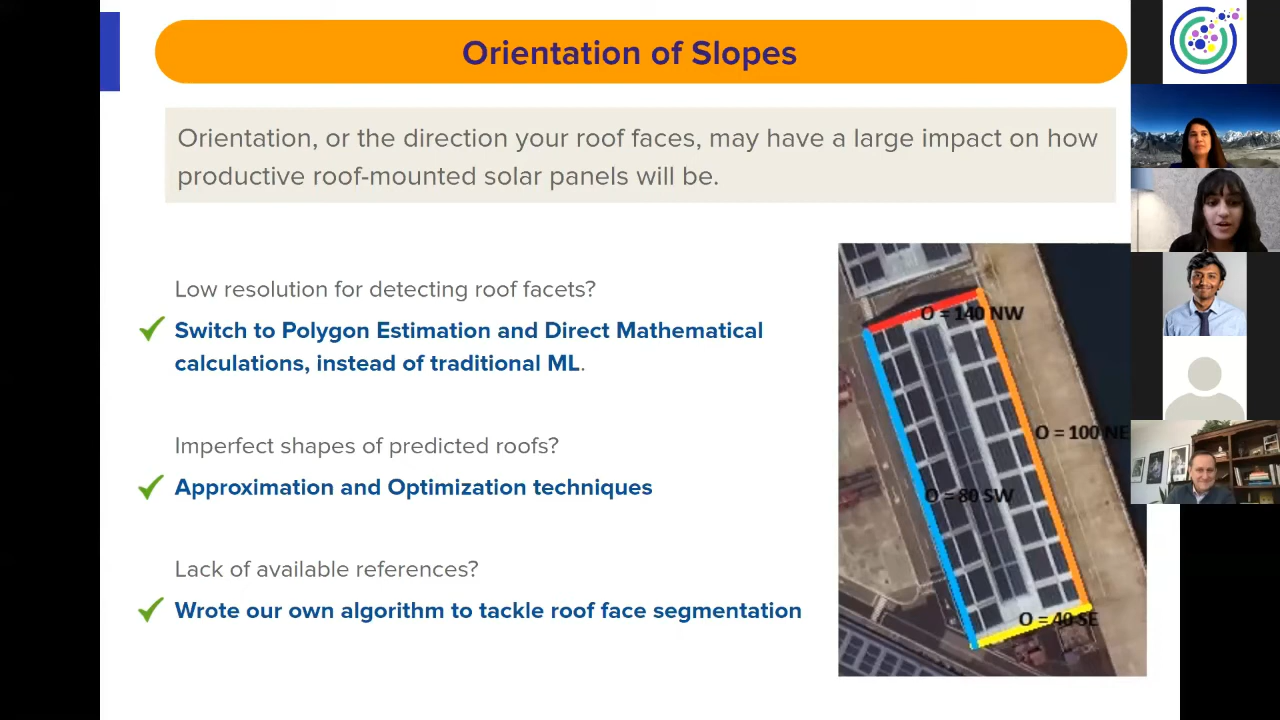 Orientation of Slopes
Orientation, or the direction your roof faces, may have a large impact on how
productive roof-mounted solar panels will be.
Low resolution for detecting roof facets?
Switch to Polygon Estimation and Direct Mathematical
calculations, instead of traditional ML.
Imperfect shapes of predicted roofs?
Approximation and Optimization techniques
Lack of available references?
Wrote our own algorithm to tackle roof face segmentation
O = 140 NW
O = 100 NE
O = 80 SW
O = 40 SE